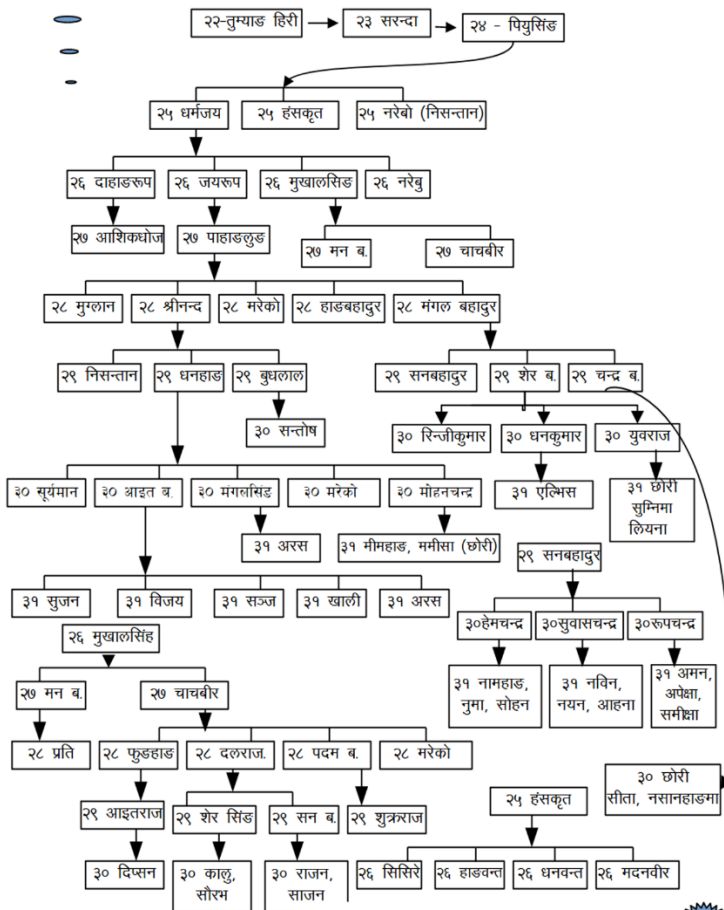 २२-तुम्याङ हिरी
२३ सरन्दा
२४ - पियुसिंङ
२५ धर्मजय
२५ हंसकृत
२५ नरेबो (निसन्तान)
२६ दाहाङरूप
२६ जयरूप
२६ मुखालसिङ
२६ नरेबु
२७ आशिकधोज
२७ पाहाङलुङ
२७ मन ब.
२७ चाचबीर
२८ मुग्लान
२८ श्रीनन्द
२८ मरेको
२८ हाङबहादुर
२८ मंगल बहादुर
२९ निसन्तान
२९ धनहाङ
२९ बुधलाल
२९ सनबहादुर
२९ शेर ब.
२९ चन्द्र ब.
३० सन्तोष
३० रिन्जीकुमार
३० धनकुमार
३० युवराज
३० सूर्यमान
३० आइत ब.
३० मंगलसिंङ
३० मरेको
३० मोहनचन्द्र
३१ एल्भिस
३१ छोरी
सुम्निमा
लियना
३१ अरस
३१ मीमहाङ, ममीसा (छोरी)
२९ सनबहादुर
३१ सुजन
३१ विजय
३१ सञ्ज
३१ खाली
३१ अरस
३०हेमचन्द्र
३०सुवासचन्द्र
३०रूपचन्द्र
२६ मुखालसिंह
३१ नामहाङ,
नुमा, सोहन
३१ नविन,
नयन, आहना
३१ अमन,
अपेक्षा,
समीक्षा
२७ मन ब.
२७ चाचबीर
२८ प्रति
२८ फुङहाङ
२८ दलराज.
२८ पदम ब.
२८ मरेको
३० छोरी
सीता, नसानहाङमा
२९ आइतराज
२९ शेर सिंङ
२९ सन ब.
२९ शुक्रराज
२५ हंसकृत
३० दिप्सन
३० कालु,
सौरभ
३० राजन,
साजन
२६ सिसिरे
२६ हाङवन्त
२६ धनवन्त
२६ मदनवीर